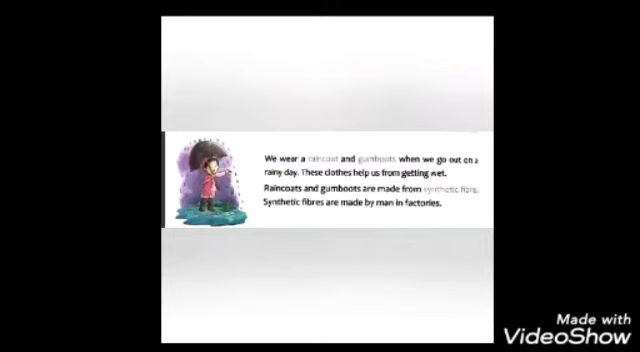 We wear a raincoat and gumboots when we go out on a
rainy day. These clothes help us from getting wet.
Raincoats and gumboots are made from synthetic fibre.
Synthetic fibres are made by man in factories.
Made with
VideoShow